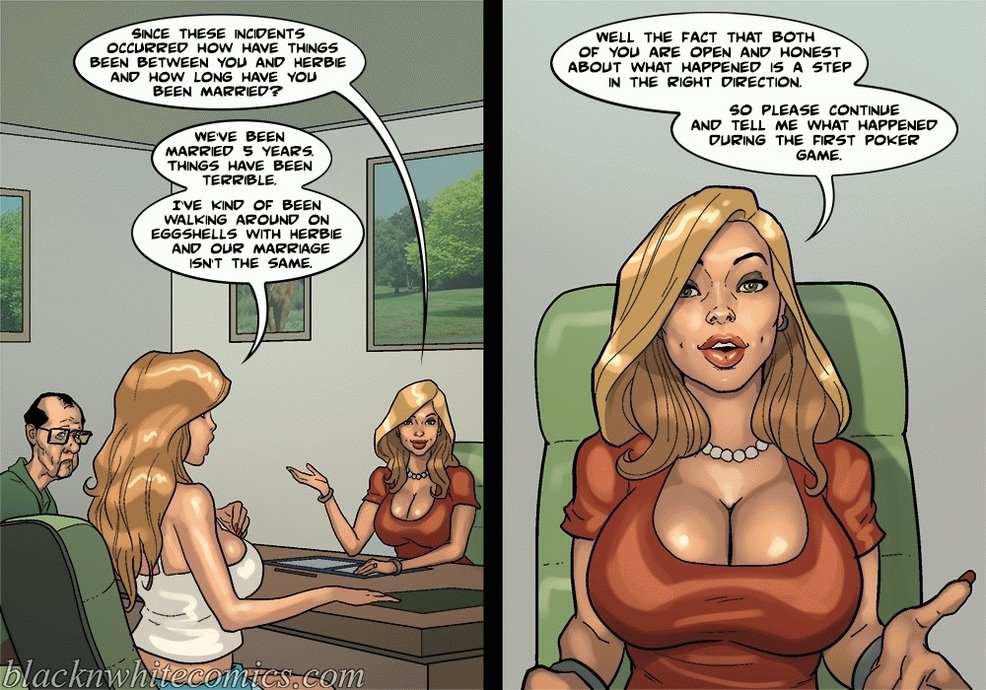 SINCE THESE INCIDENTS
OCCURRED HOW HAVE THINGS
BEEN BETWEEN YOU AND HERBIE
AND HOW LONG HAVE YOU
BEEN MARRIED?
WE'VE BEEN
MARRIED 5 YEARS.
THINGS HAVE BEEN
TERRIBLE.
I'VE KIND OF BEEN
WALKING AROUND ON
EGGSHELLS WITH HERBIE
AND OUR MARRIAGE
ISN'T THE SAME.
WELL THE FACT THAT BOTH
OF YOU ARE OPEN AND HONEST
ABOUT WHAT HAPPENED IS A STEP
IN THE RIGHT DIRECTION.
SO PLEASE CONTINUE
AND TELL ME WHAT HAPPENED
DURING THE FIRST POKER
GAME.
blacknwhitecomics.com